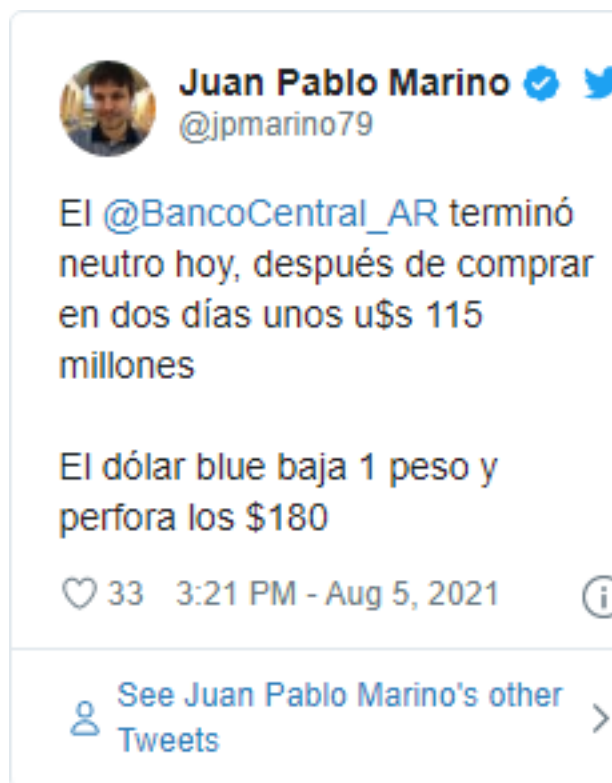 Juan Pablo Marino
@jpmarino79
El @BancoCentral_AR terminó
neutro hoy, después de comprar
en dos días unos u$s 115
millones
El dólar blue baja 1 peso y
perfora los $180
33 3:21 PM - Aug 5, 2021
See Juan Pablo Marino's other
Tweets